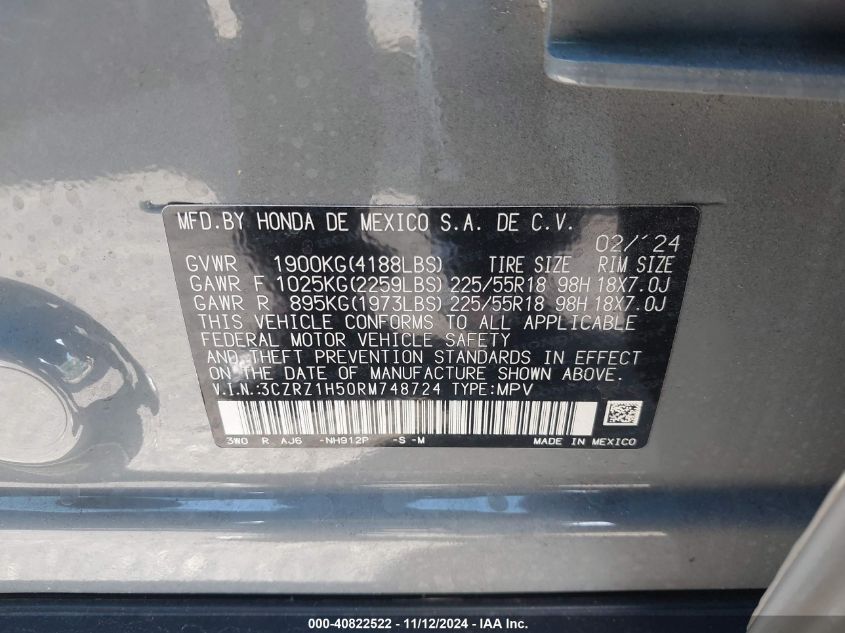 MFD.BY HONDA DE MEXICO S.A. DE C.V.
02/'24
GVWR 1900KG(4188LBS) TIRE SIZE RIM SIZE
GAWR F 1025KG(2259LBS) 225/55R18 98H 18X7.0J
GAWR R 895KG(1973LBS) 225/55R18 98H 18X7.0J
THIS VEHICLE CONFORMS TO ALL APPLICABLE
FEDERAL MOTOR VEHICLE SAFETY
AND THEFT PREVENTION STANDARDS IN EFFECT
ON THE DATE OF MANUFACTURE SHOWN ABOVE.
V.I.N.:3CZRZ1H50RM748724 TYPE:MPV
3W0 R AJ6 -NH912P -S-M MADE IN MEXICO
000-40822522 - 11/12/2024 - IAA Inc.